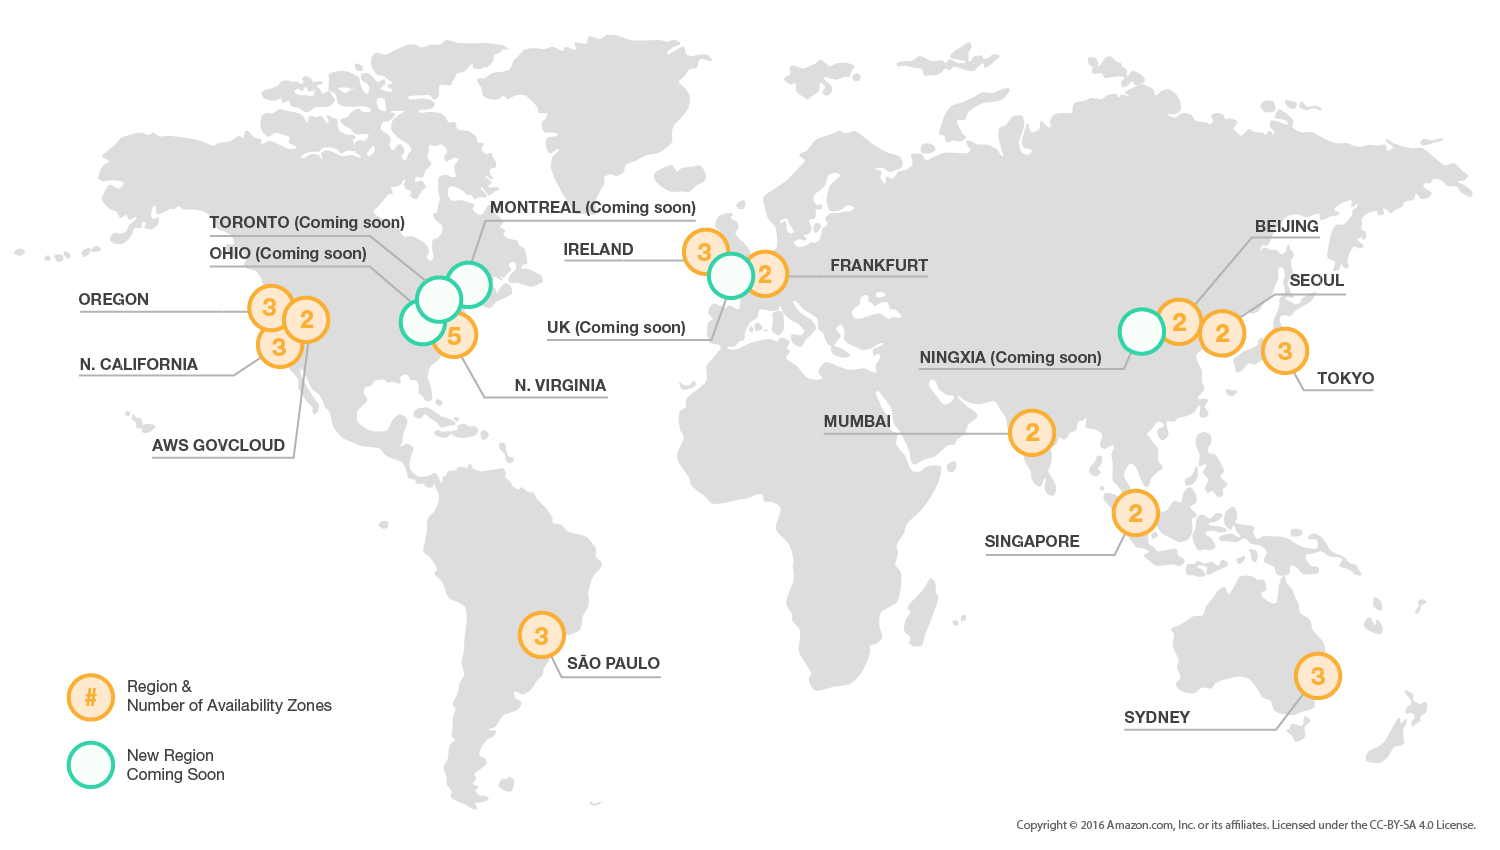 MONTREAL (Coming soon)
TORONTO (Coming soon)
OHIO (Coming soon)
IRELAND
3
2
FRANKFURT
BEIJING
SEOUL
OREGON
3
2
3
5
N. CALIFORNIA
N. VIRGINIA
AWS GOVCLOUD
UK (Coming soon)
2
2
3
NINGXIA (Coming soon)
TOKYO
MUMBAI
2
2
SINGAPORE
3
SÃO PAULO
3
SYDNEY
#
Region &
Number of Availability Zones
New Region
Coming Soon
Copyright © 2016 Amazon.com, Inc. or its affiliates. Licensed under the CC-BY-SA 4.0 License.